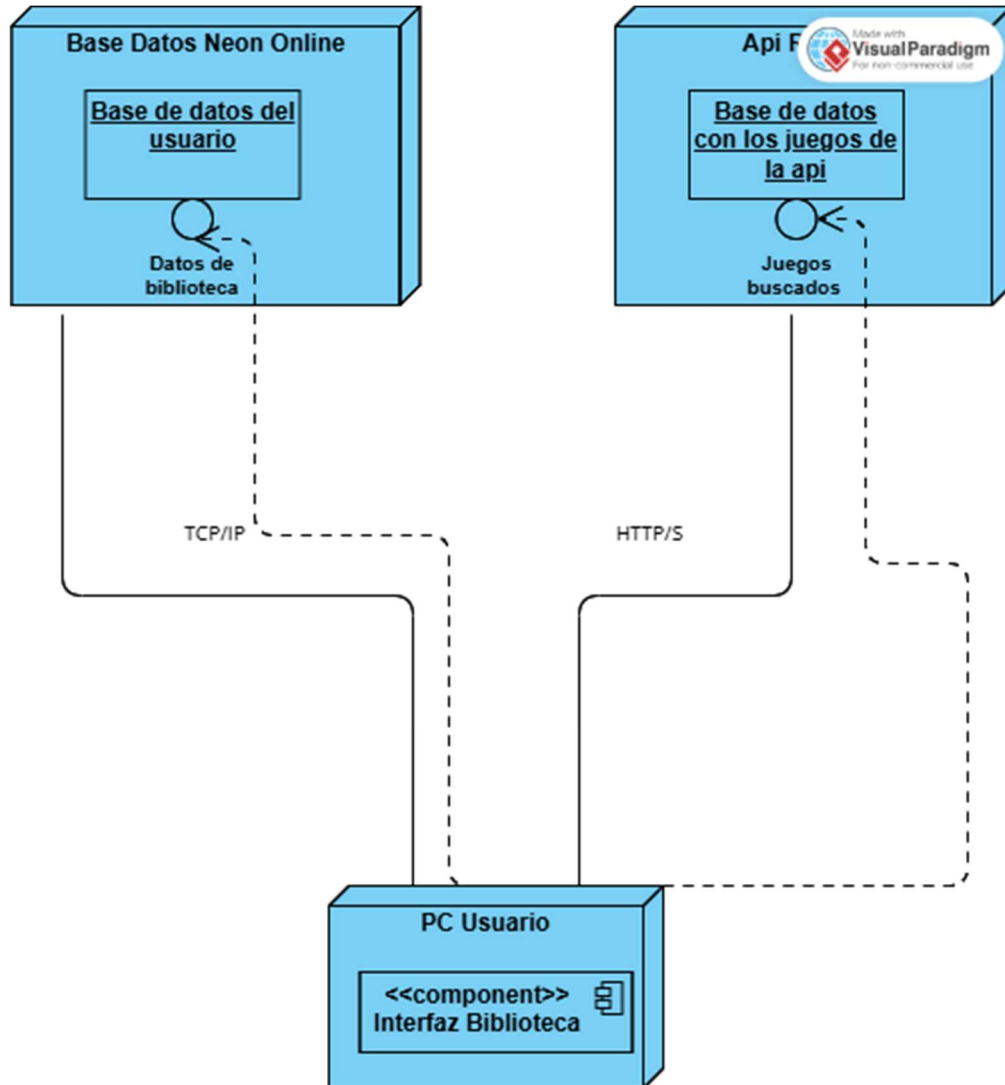 Base Datos Neon Online
Base de datos del
usuario
Datos de
biblioteca
Api
Made with
Visual Paradigm
For non-commercial use
Base de datos
con los juegos de
la api
Juegos
buscados
TCP/IP
HTTP/S
PC Usuario
<<component>>
Interfaz Biblioteca